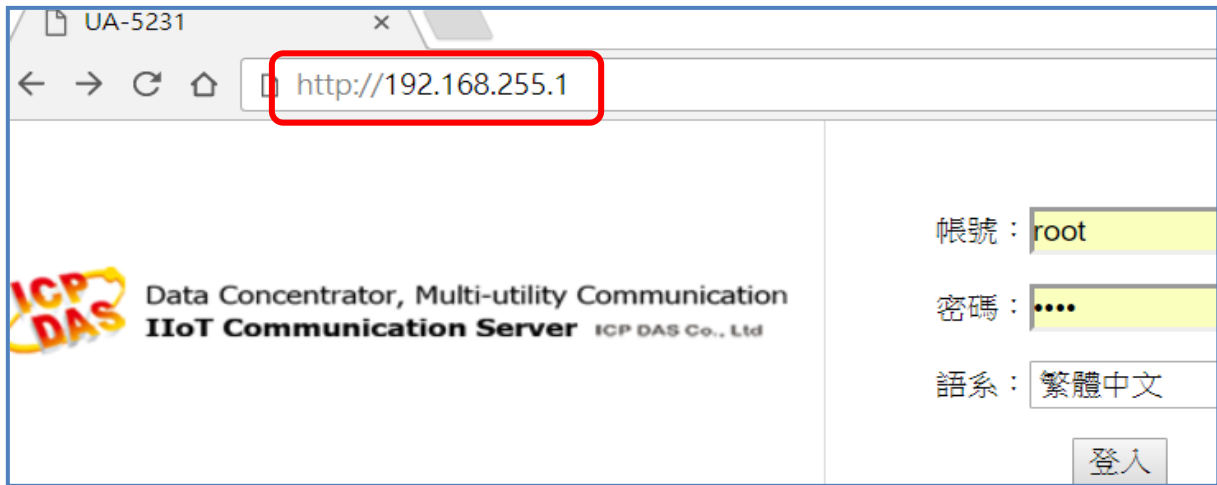 UA-5231
http://192.168.255.1
ICP DAS
Data Concentrator, Multi-utility Communication
IIoT Communication Server ICP DAS Co., Ltd
帳號：root
密碼：••••
語系：繁體中文
登入